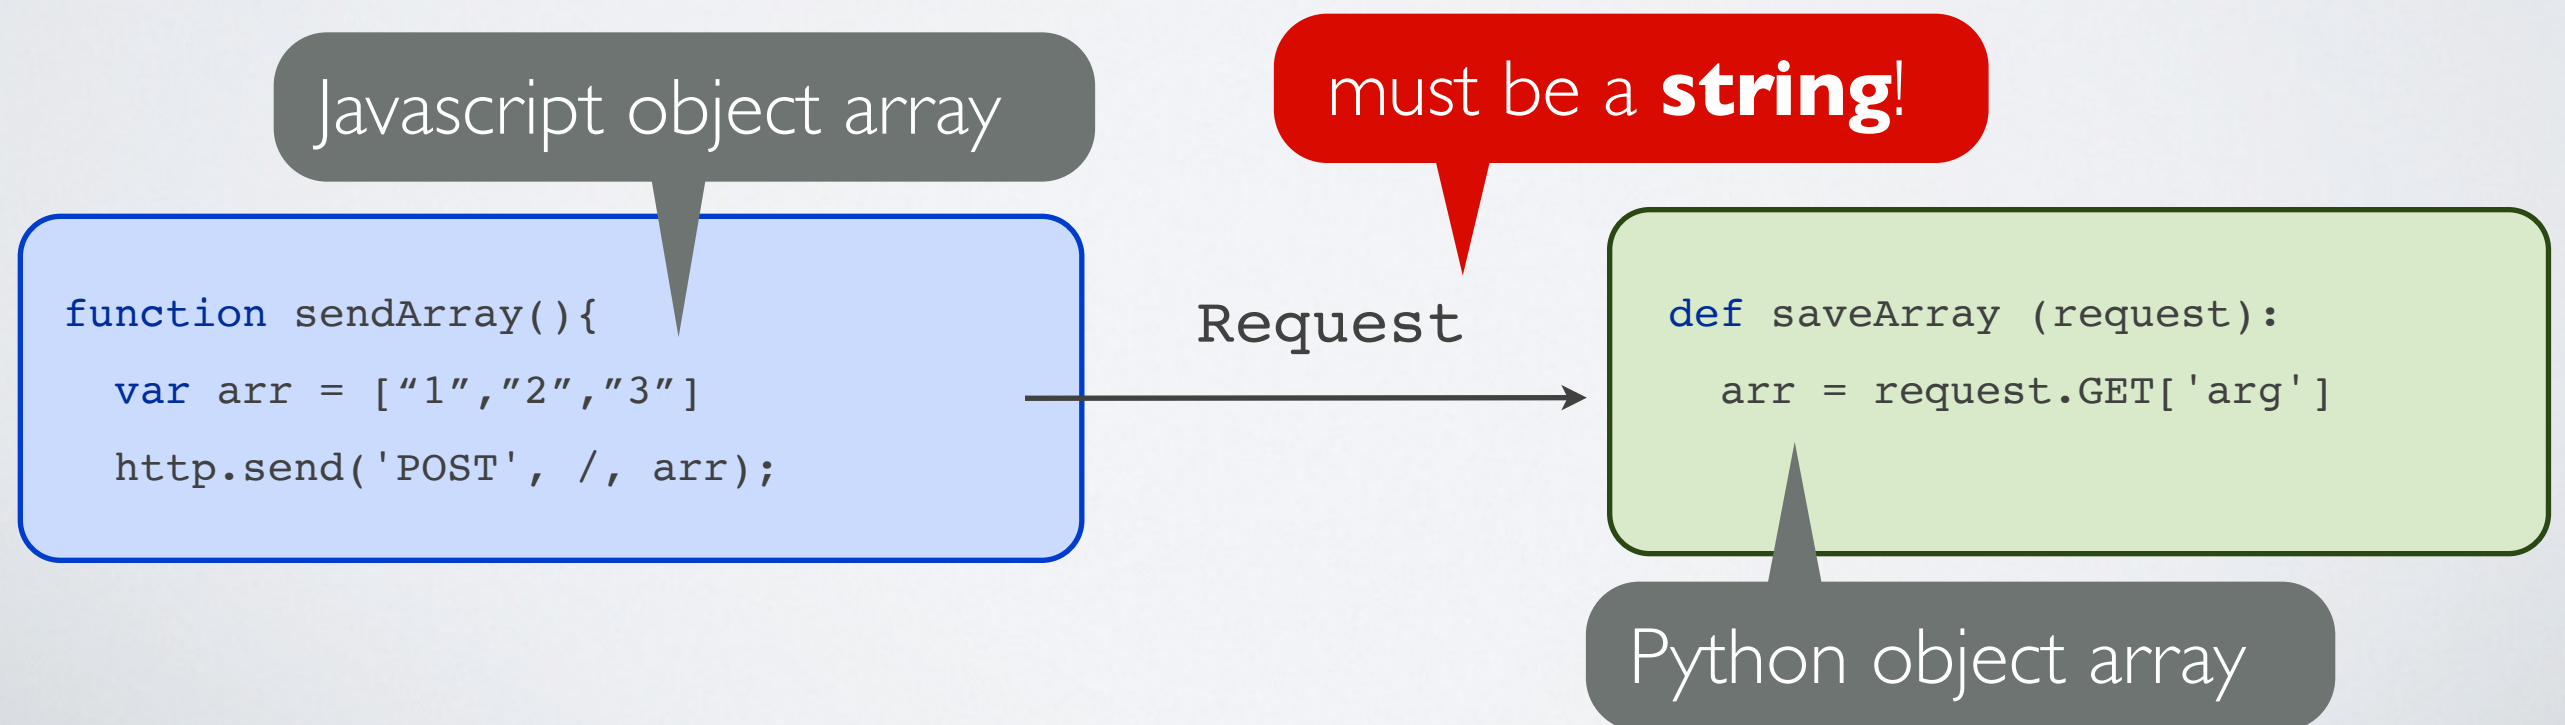 Javascript object array
must be a string!
function sendArray(){
var arr = [“1”,”2”,”3”]
http.send('POST', /, arr);
Request
def saveArray (request):
arr = request.GET['arg']
Python object array